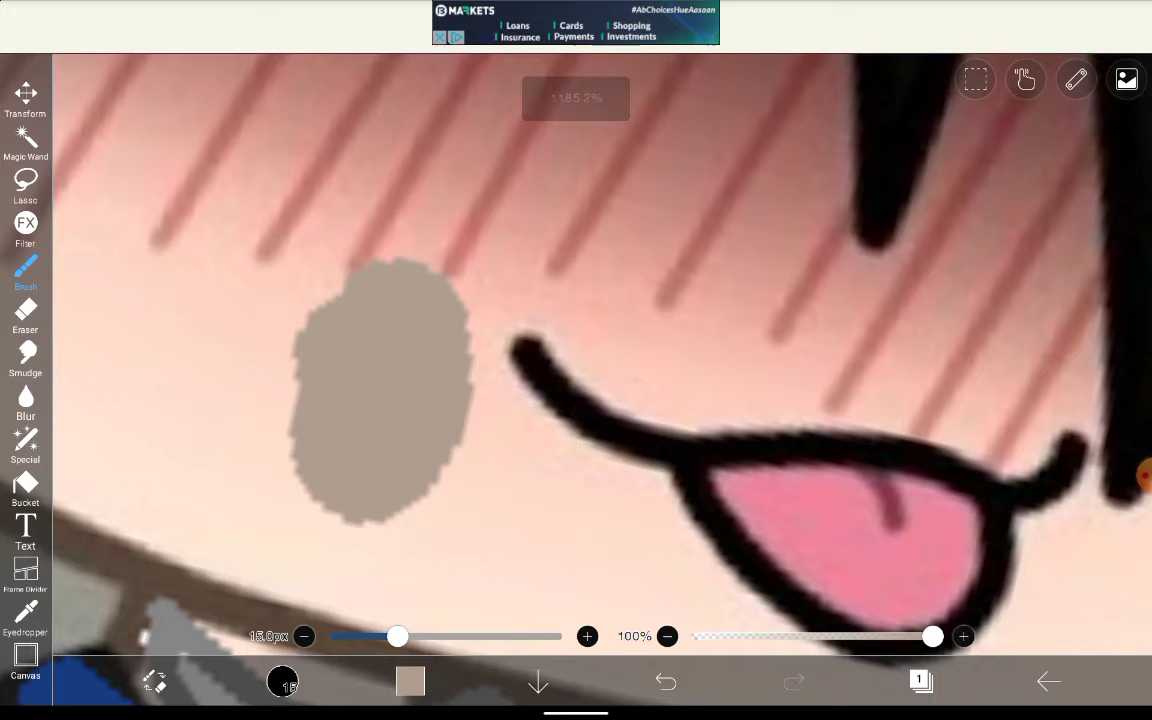 MARKETS
#AbChoicesHueAasaan
Loans Cards Shopping
Insurance Payments Investments
1185.2%
Transform
Magic Wand
Lasso
FX
Filter
Brush
Eraser
Smudge
Blur
Special
Bucket
T
Text
Frame Divider
Eyedropper
Canvas
15.0px
100%
15
1